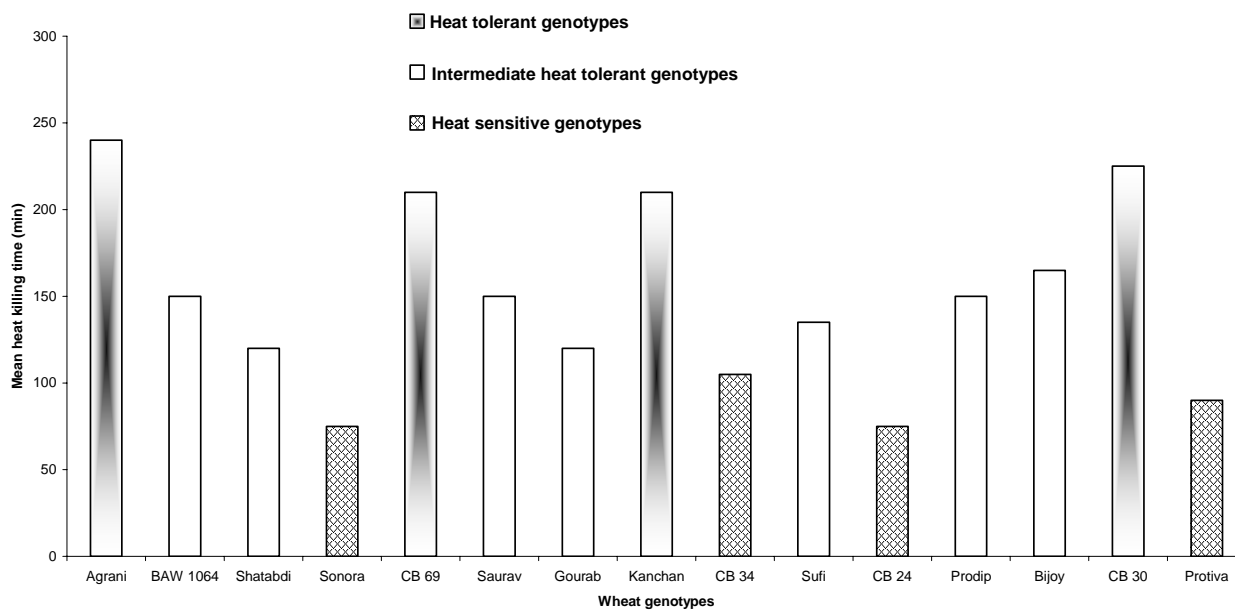 Heat tolerant genotypes
Intermediate heat tolerant genotypes
Heat sensitive genotypes
Mean heat killing time (min)
300
250
200
150
100
50
0
Agrani BAW 1064 Shatabdi Sonora CB 69 Saurav Gourab Kanchan CB 34 Sufi CB 24 Prodip Bijoy CB 30 Protiva
Wheat genotypes